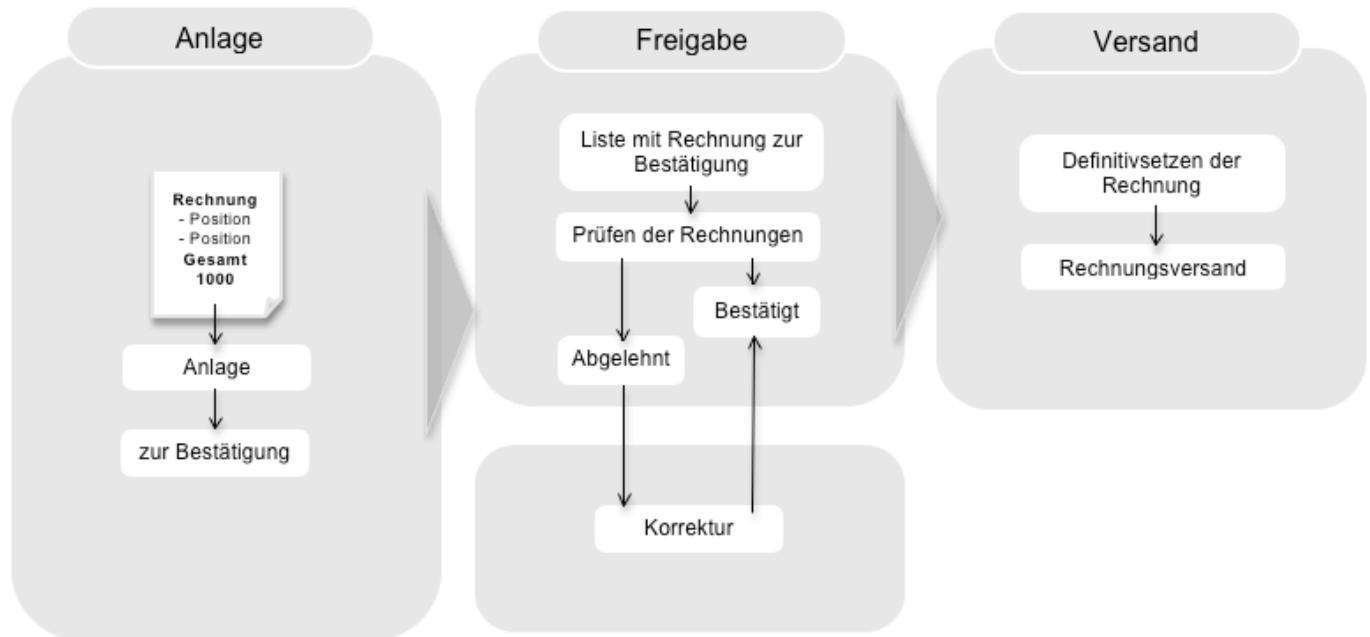 Anlage
Rechnung
- Position
- Position
Gesamt
1000
Anlage
zur Bestätigung
Freigabe
Liste mit Rechnung zur
Bestätigung
Prüfen der Rechnungen
Bestätigt
Abgelehnt
Korrektur
Versand
Definitivsetzen der
Rechnung
Rechnungsversand